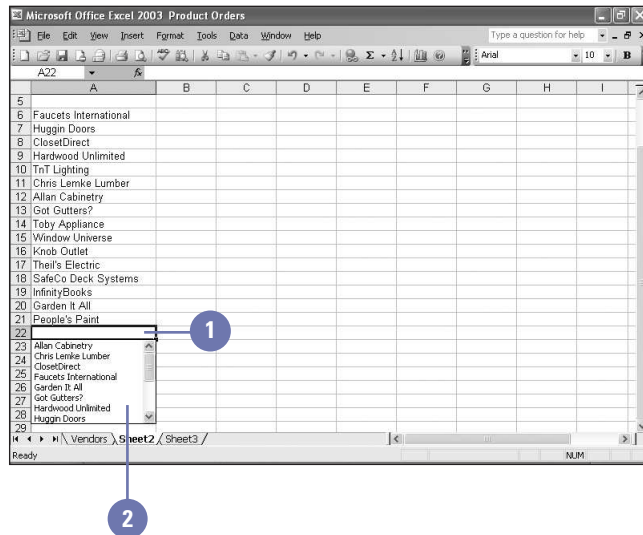 Microsoft Office Excel 2003 Product Orders
File Edit View Insert Format Tools Data Window Help Type a question for help
Arial 10 B
A22 fx
A B C D E F G H I
5
6 Faucets International
7 Huggin Doors
8 ClosetDirect
9 Hardwood Unlimited
10 TnT Lighting
11 Chris Lemke Lumber
12 Allan Cabinetry
13 Got Gutters?
14 Toby Appliance
15 Window Universe
16 Knob Outlet
17 Theil's Electric
18 SafeCo Deck Systems
19 InfinityBooks
20 Garden It All
21 People's Paint
22
1
23 Allan Cabinetry
24 Chris Lemke Lumber
ClosetDirect
25 Faucets International
26 Garden It All
27 Got Gutters?
28 Hardwood Unlimited
Huggin Doors
29
Vendors Sheet2 Sheet3
Ready NUM
2